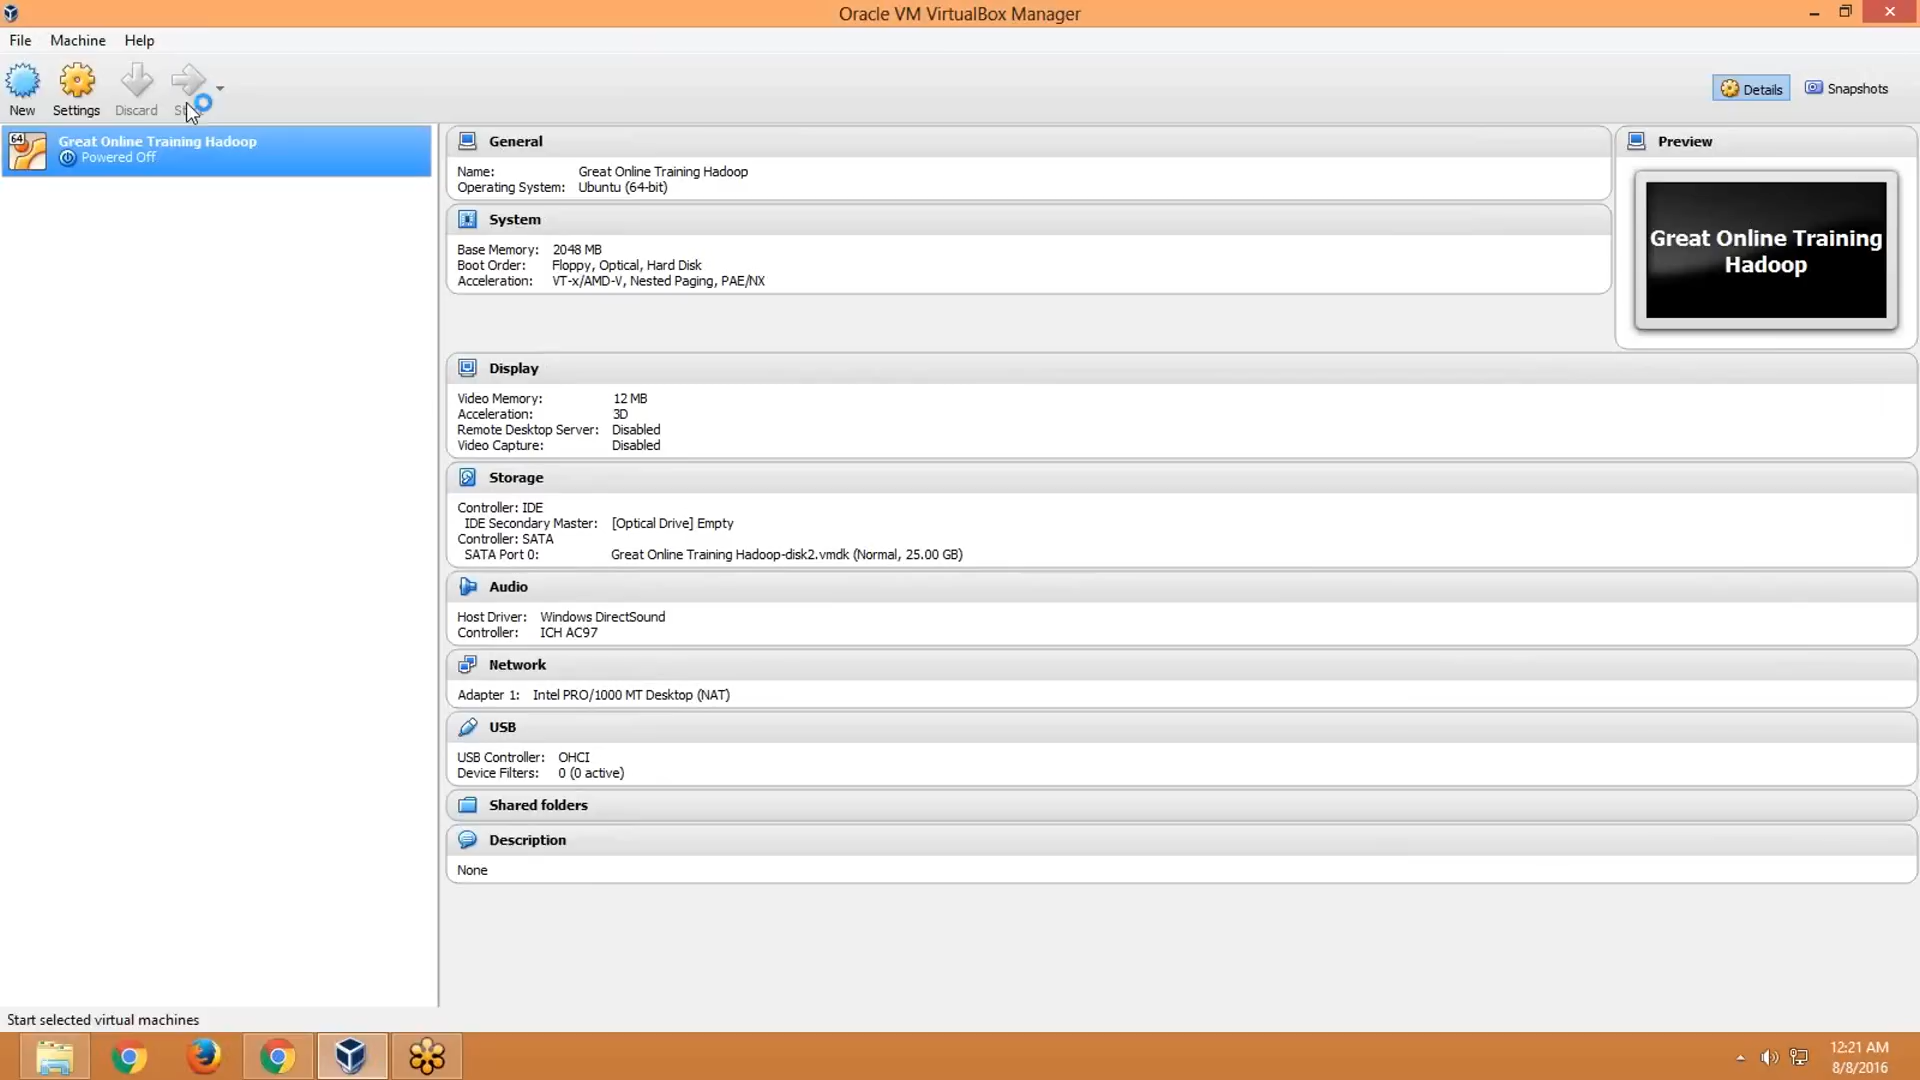 Oracle VM VirtualBox Manager
File Machine Help
New Settings Discard
Details Snapshots
64
Great Online Training Hadoop
Powered Off
General
Name: Great Online Training Hadoop
Operating System: Ubuntu (64-bit)
System
Base Memory: 2048 MB
Boot Order: Floppy, Optical, Hard Disk
Acceleration: VT-x/AMD-V, Nested Paging, PAE/NX
Preview
Great Online Training
Hadoop
Display
Video Memory: 12 MB
Acceleration: 3D
Remote Desktop Server: Disabled
Video Capture: Disabled
Storage
Controller: IDE
IDE Secondary Master: [Optical Drive] Empty
Controller: SATA
SATA Port 0: Great Online Training Hadoop-disk2.vmdk (Normal, 25.00 GB)
Audio
Host Driver: Windows DirectSound
Controller: ICH AC97
Network
Adapter 1: Intel PRO/1000 MT Desktop (NAT)
USB
USB Controller: OHCI
Device Filters: 0 (0 active)
Shared folders
Description
None
Start selected virtual machines
12:21 AM
8/8/2016